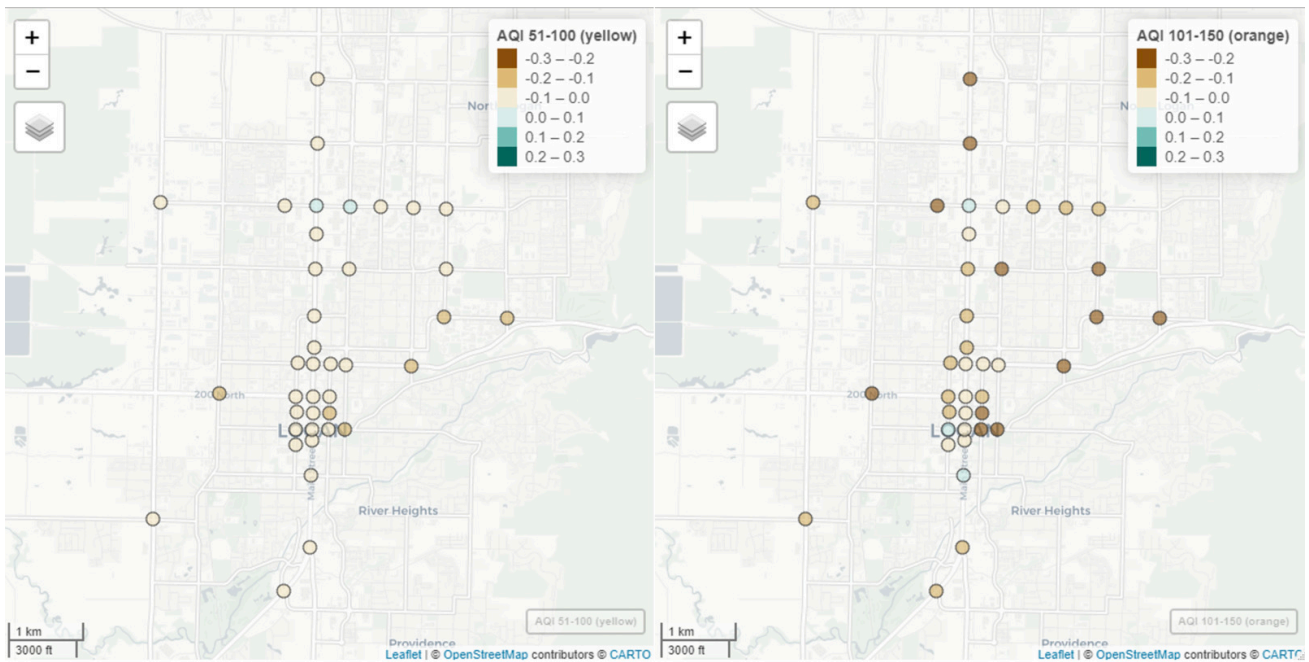 +
−
AQI 51-100 (yellow)
-0.3 – -0.2
-0.2 – -0.1
-0.1 – 0.0
0.0 – 0.1
0.1 – 0.2
0.2 – 0.3
200 North
River Heights
Providence
AQI 51-100 (yellow)
1 km
3000 ft
Leaflet | © OpenStreetMap contributors © CARTO
+
−
AQI 101-150 (orange)
-0.3 – -0.2
-0.2 – -0.1
-0.1 – 0.0
0.0 – 0.1
0.1 – 0.2
0.2 – 0.3
200 North
River Heights
Providence
AQI 101-150 (orange)
1 km
3000 ft
Leaflet | © OpenStreetMap contributors © CARTO